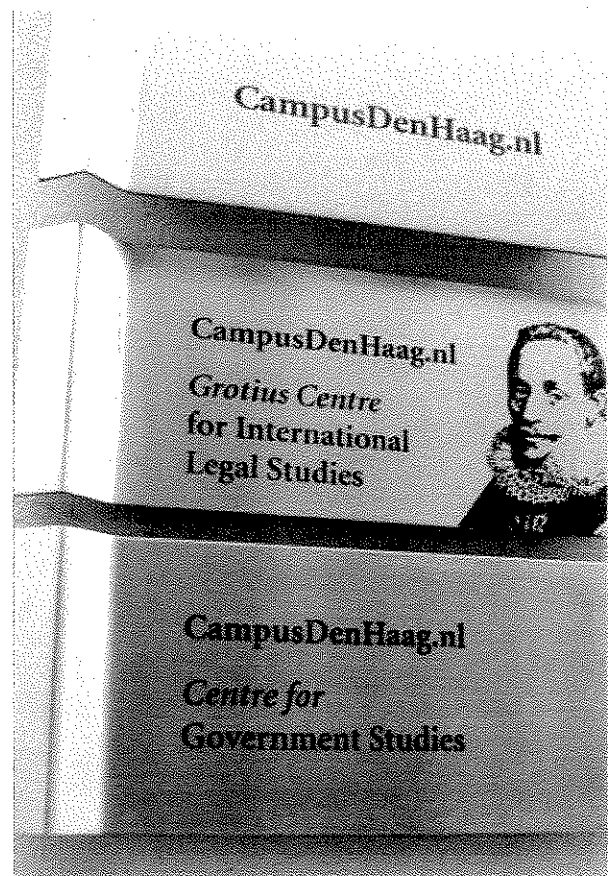 CampusDenHaag.nl
CampusDenHaag.nl
Grotius Centre
for International
Legal Studies
CampusDenHaag.nl
Centre for
Government Studies